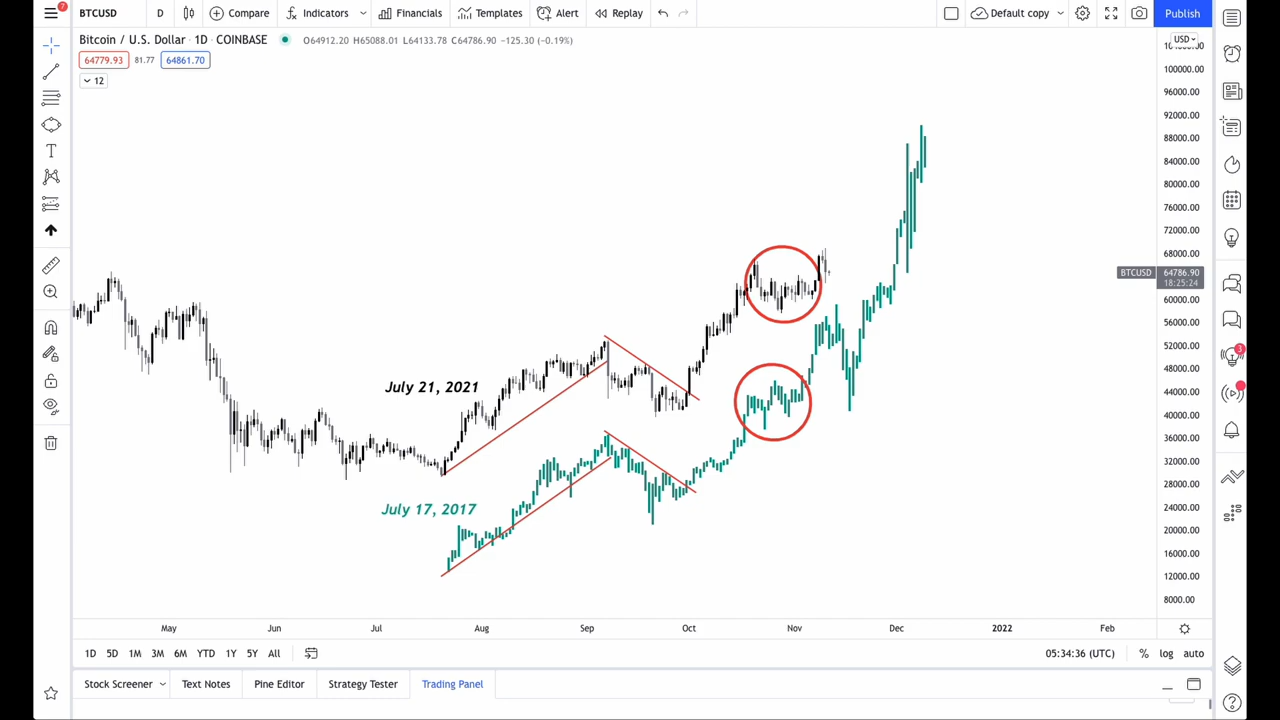 7
BTCUSD D Compare Indicators Financials Templates Alert Replay Default copy Publish
Bitcoin / U.S. Dollar · 1D · COINBASE O64912.20 H65088.01 L64133.78 C64786.90 −125.30 (−0.19%)
64779.93 81.77 64861.70
12
USD
100000.00
96000.00
92000.00
88000.00
84000.00
80000.00
76000.00
72000.00
68000.00
BTCUSD 64786.90
18:25:24
60000.00
56000.00
52000.00
48000.00
44000.00
40000.00
36000.00
32000.00
28000.00
24000.00
20000.00
16000.00
12000.00
8000.00
3
July 21, 2021
July 17, 2017
May Jun Jul Aug Sep Oct Nov Dec 2022 Feb
1D 5D 1M 3M 6M YTD 1Y 5Y All 05:34:36 (UTC) % log auto
Stock Screener Text Notes Pine Editor Strategy Tester Trading Panel